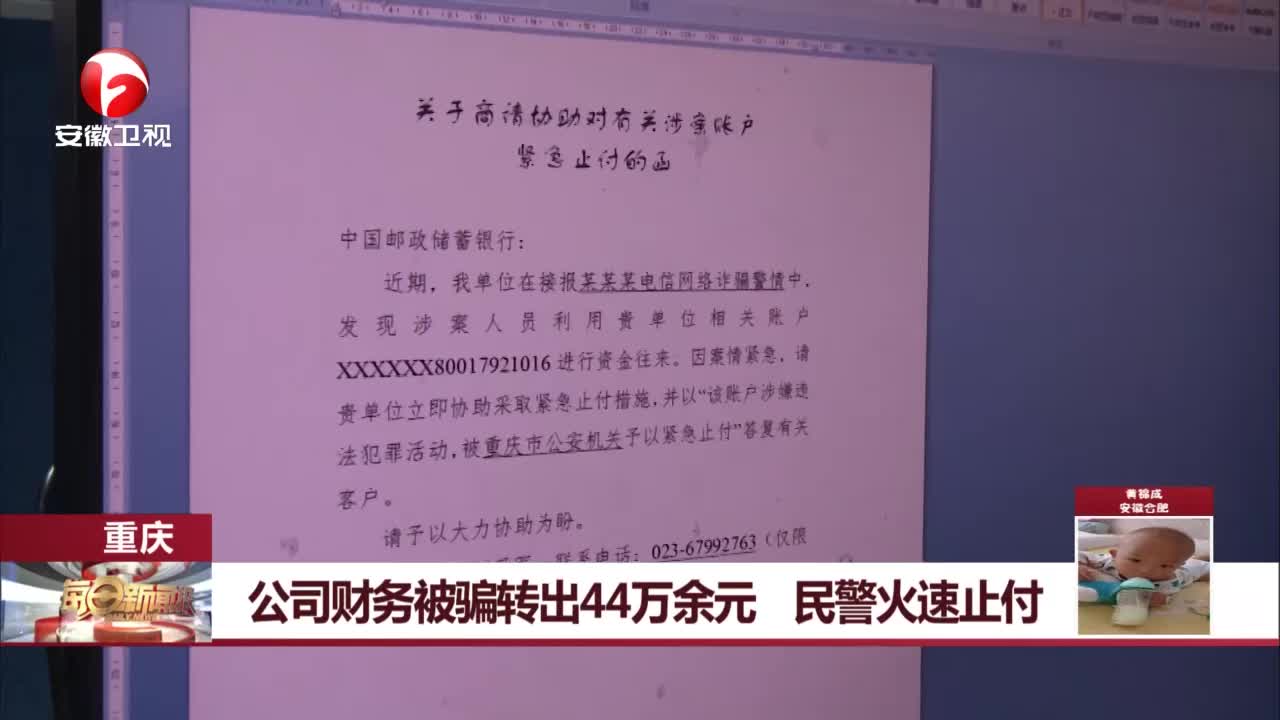 安徽卫视
关于商请协助对有关涉案账户
紧急止付的函
中国邮政储蓄银行：
近期，我单位在接报某某某电信网络诈骗警情中，
发现涉案人员利用贵单位相关账户
XXXXXX80017921016进行资金往来。因案情紧急，请
贵单位立即协助采取紧急止付措施，并以“该账户涉嫌违
法犯罪活动，被重庆市公安机关予以紧急止付”答复有关
客户。
请予以大力协助为盼。
联系电话：023-67992763（仅限
黄锦成
安徽合肥
重庆
每日新闻报
公司财务被骗转出44万余元 民警火速止付